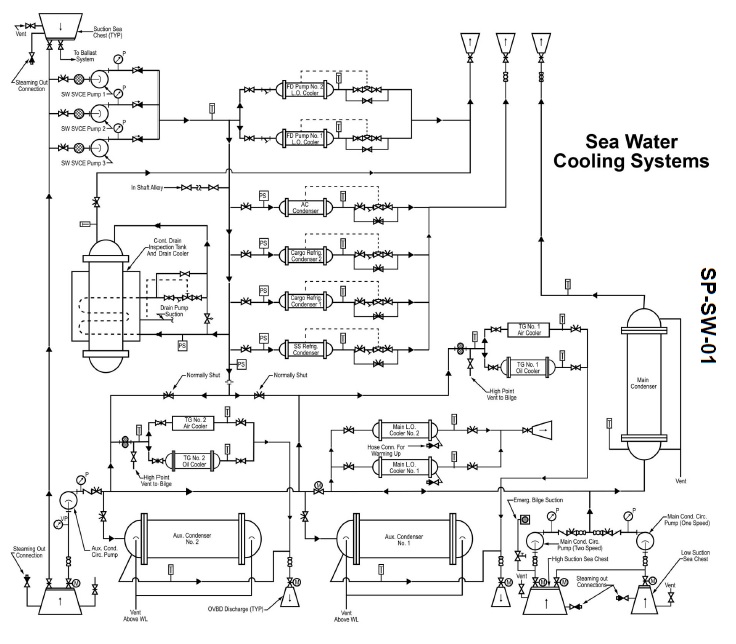 Suction Sea
Chest (TYP)
Vent
To Ballast
System
Steaming Out
Connection
P
SW SVCE Pump 1
P
SW SVCE Pump 2
P
SW SVCE Pump 3
T
FD Pump No. 2
L.O. Cooler
T
FD Pump No. 1
L.O. Cooler
T
Sea Water
Cooling Systems
SP-SW-01
In Shaft Alley
PS
AC
Condenser
T
PS
Cargo Refrig.
Condenser 2
T
PS
Cargo Refrig.
Condenser 1
T
PS
SS Refrig.
Condenser
T
Cont. Drain
Inspection Tank
And Drain Cooler
Drain Pump
Suction
PS
T
T
T
TG No. 1
Air Cooler
T
TG No. 1
Oil Cooler
T
High Point
Vent to Bilge
Main
Condenser
T
Vent
Normally Shut
Normally Shut
TG No. 2
Air Cooler
T
TG No. 2
Oil Cooler
T
High Point
Vent to Bilge
Main L.O.
Cooler No. 2
T
Hose Conn. For
Warming Up
Main L.O.
Cooler No. 1
T
M
P
VP
Aux. Cond.
Circ. Pump
Steaming Out
Connection
M
Aux. Condenser
No. 2
T
Vent
Above WL
OVBD Discharge (TYP)
M
Aux. Condenser
No. 1
T
Vent
Above WL
T
M
Emerg. Bilge Suction
P
P
Main Cond. Circ.
Pump (One Speed)
Main Cond. Circ.
Pump (Two Speed)
High Suction Sea Chest
Low Suction
Sea Chest
Vent
M
Steaming out
Connections
M
Vent